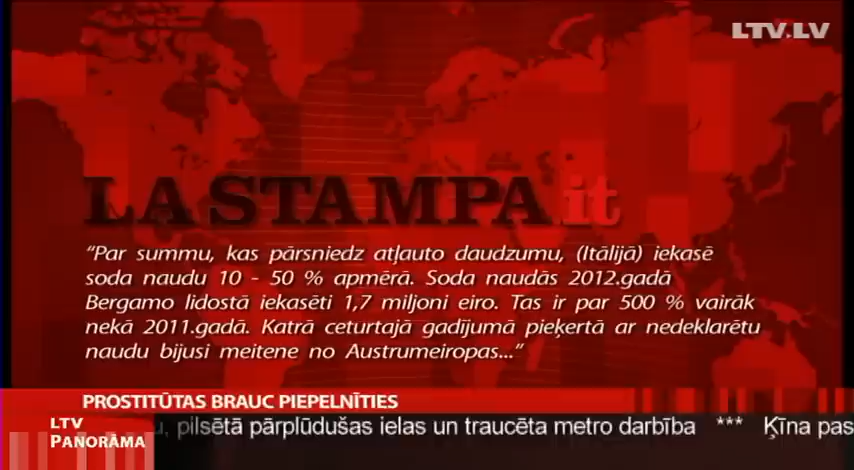 LTV.LV
LA STAMPA.it
“Par summu, kas pārsniedz atļauto daudzumu, (Itālijā) iekasē
soda naudu 10 - 50 % apmērā. Soda naudās 2012.gadā
Bergamo lidostā iekasēti 1,7 miljoni eiro. Tas ir par 500 % vairāk
nekā 2011.gadā. Katrā ceturtajā gadījumā pieķertā ar nedeklarētu
naudu bijusi meitene no Austrumeiropas...”
PROSTITŪTAS BRAUC PIEPELNĪTIES
LTV
PANORĀMA
, pilsētā pārplūdušas ielas un traucēta metro darbība *** Ķīna pas